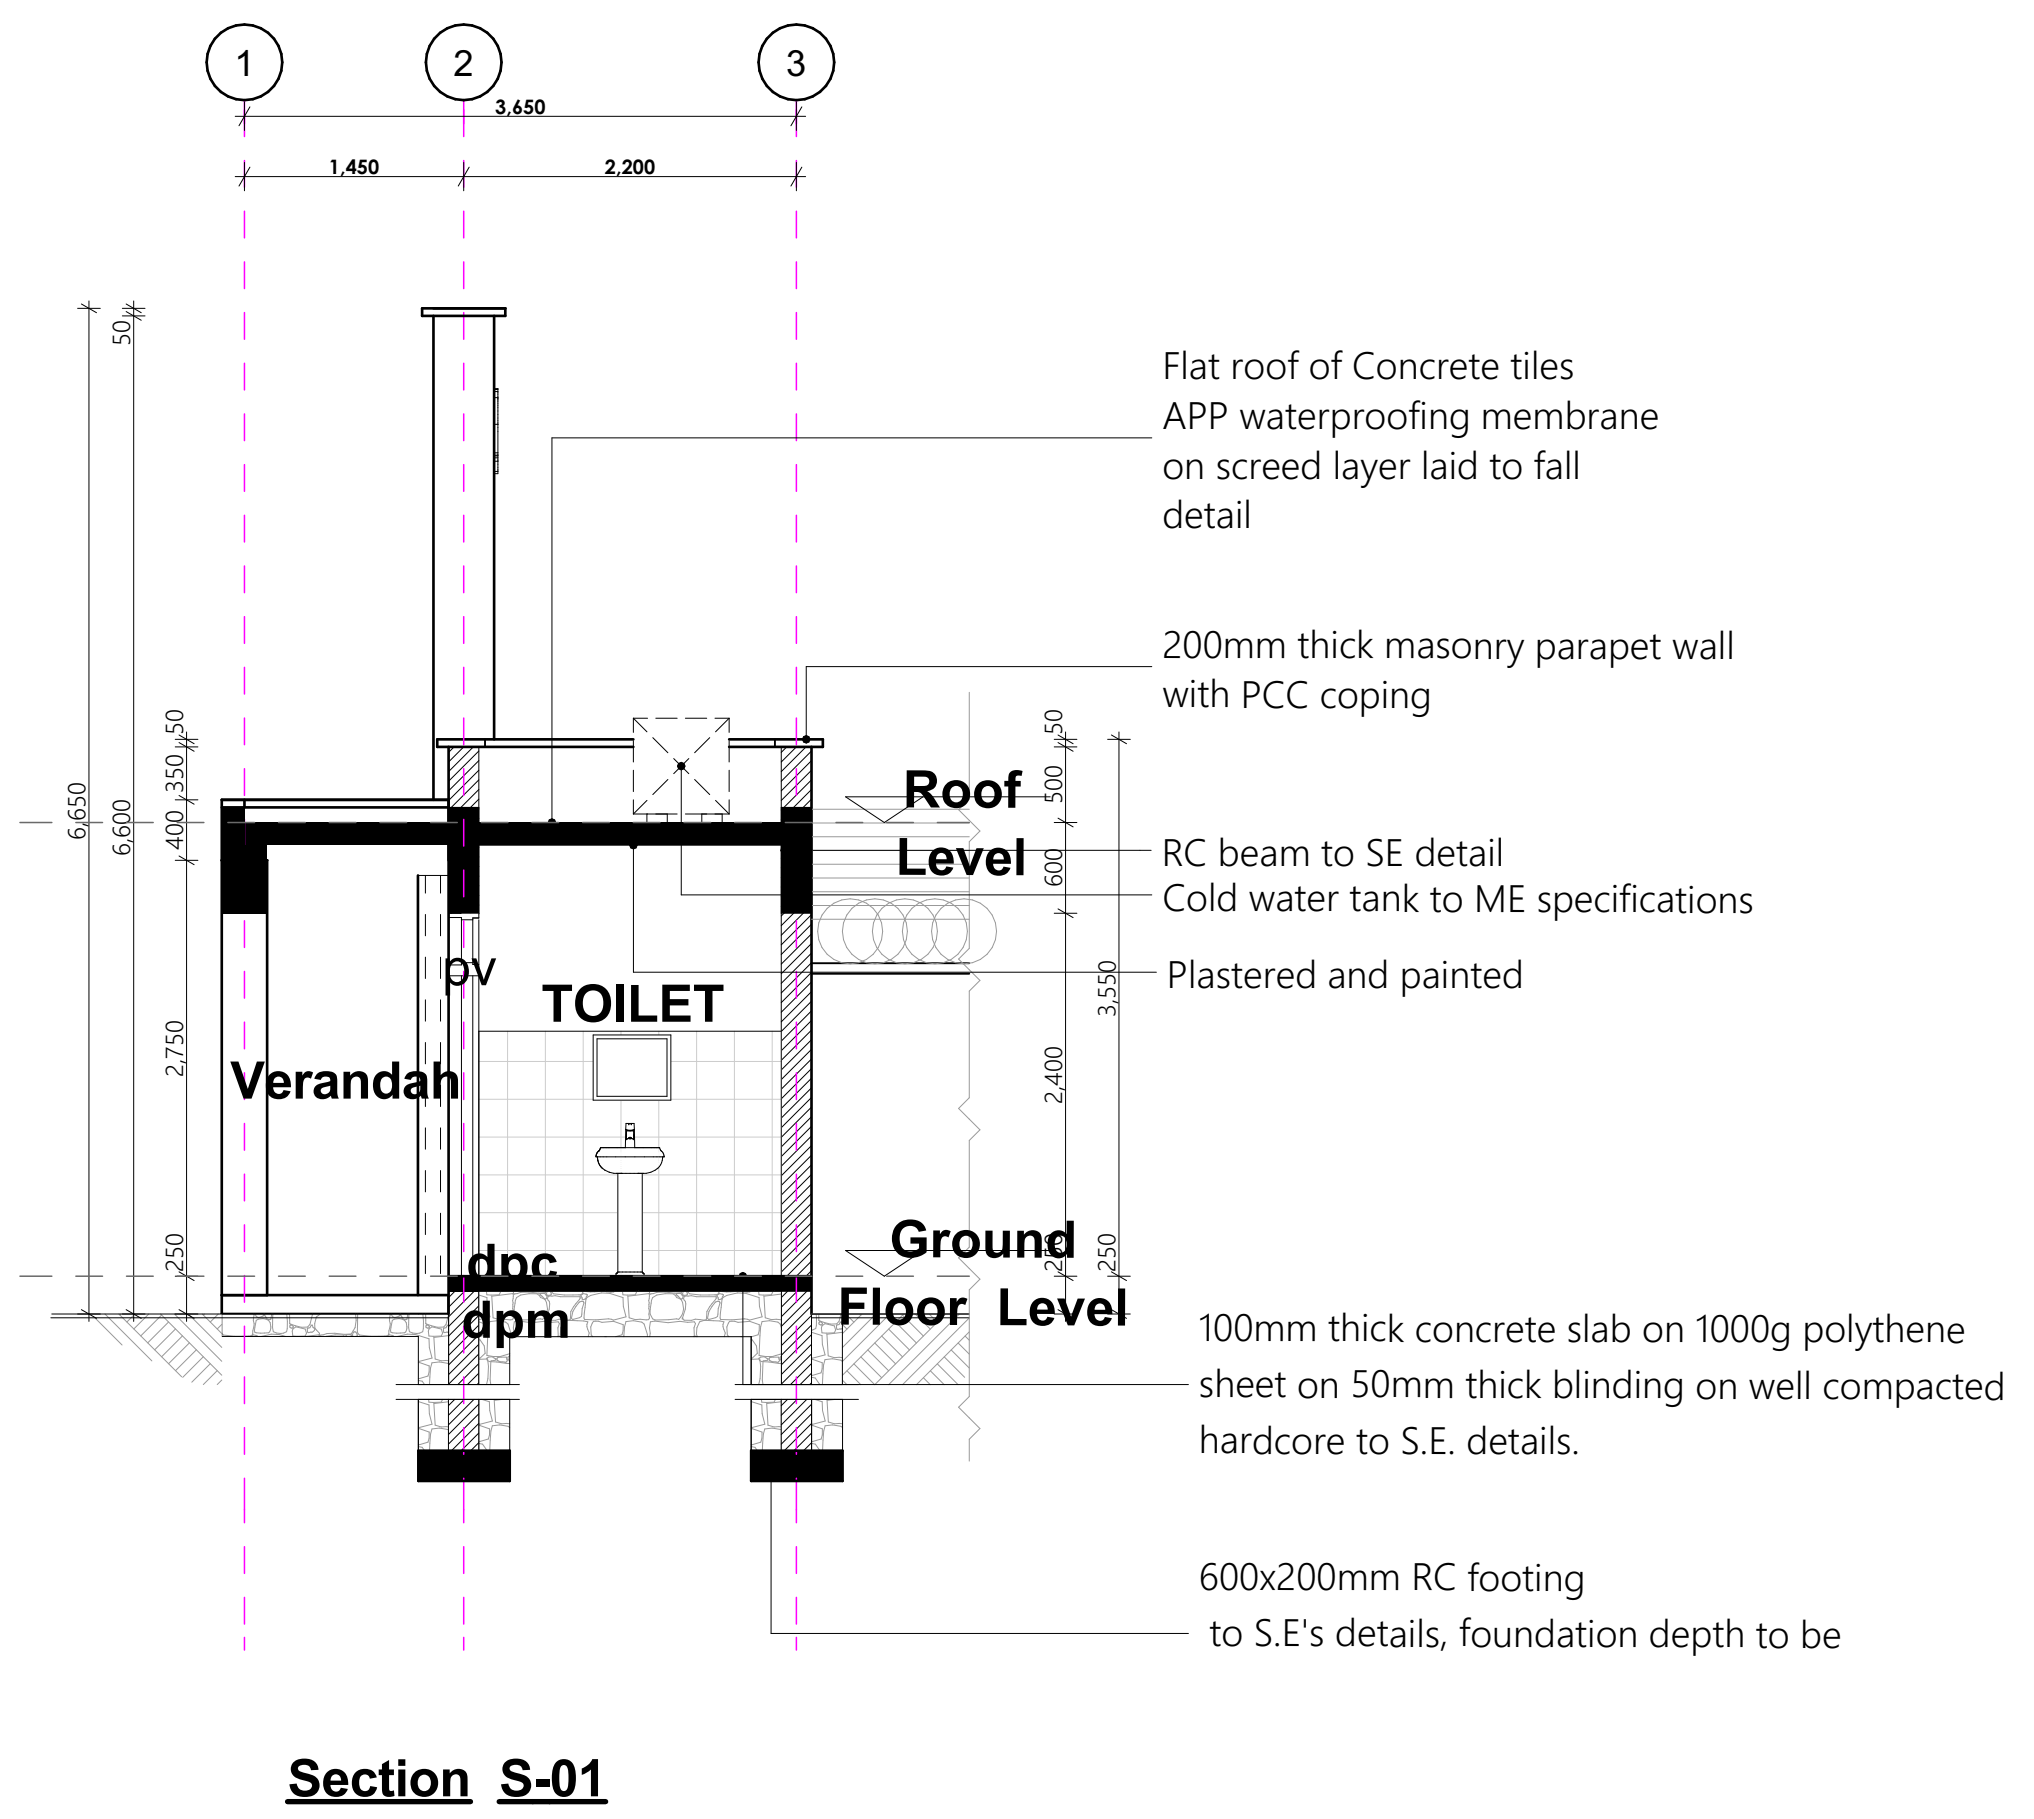 1
2
3
3,650
1,450
2,200
50
6,650
6,600
50
350
400
2,750
250
Flat roof of Concrete tiles
APP waterproofing membrane
on screed layer laid to fall
detail
200mm thick masonry parapet wall
with PCC coping
50
500
600
2,400
250
3,550
250
Roof
Level
RC beam to SE detail
Cold water tank to ME specifications
Plastered and painted
pv
TOILET
Verandah
dpc
dpm
Ground
Floor Level
100mm thick concrete slab on 1000g polythene
sheet on 50mm thick blinding on well compacted
hardcore to S.E. details.
600x200mm RC footing
to S.E's details, foundation depth to be
Section S-01